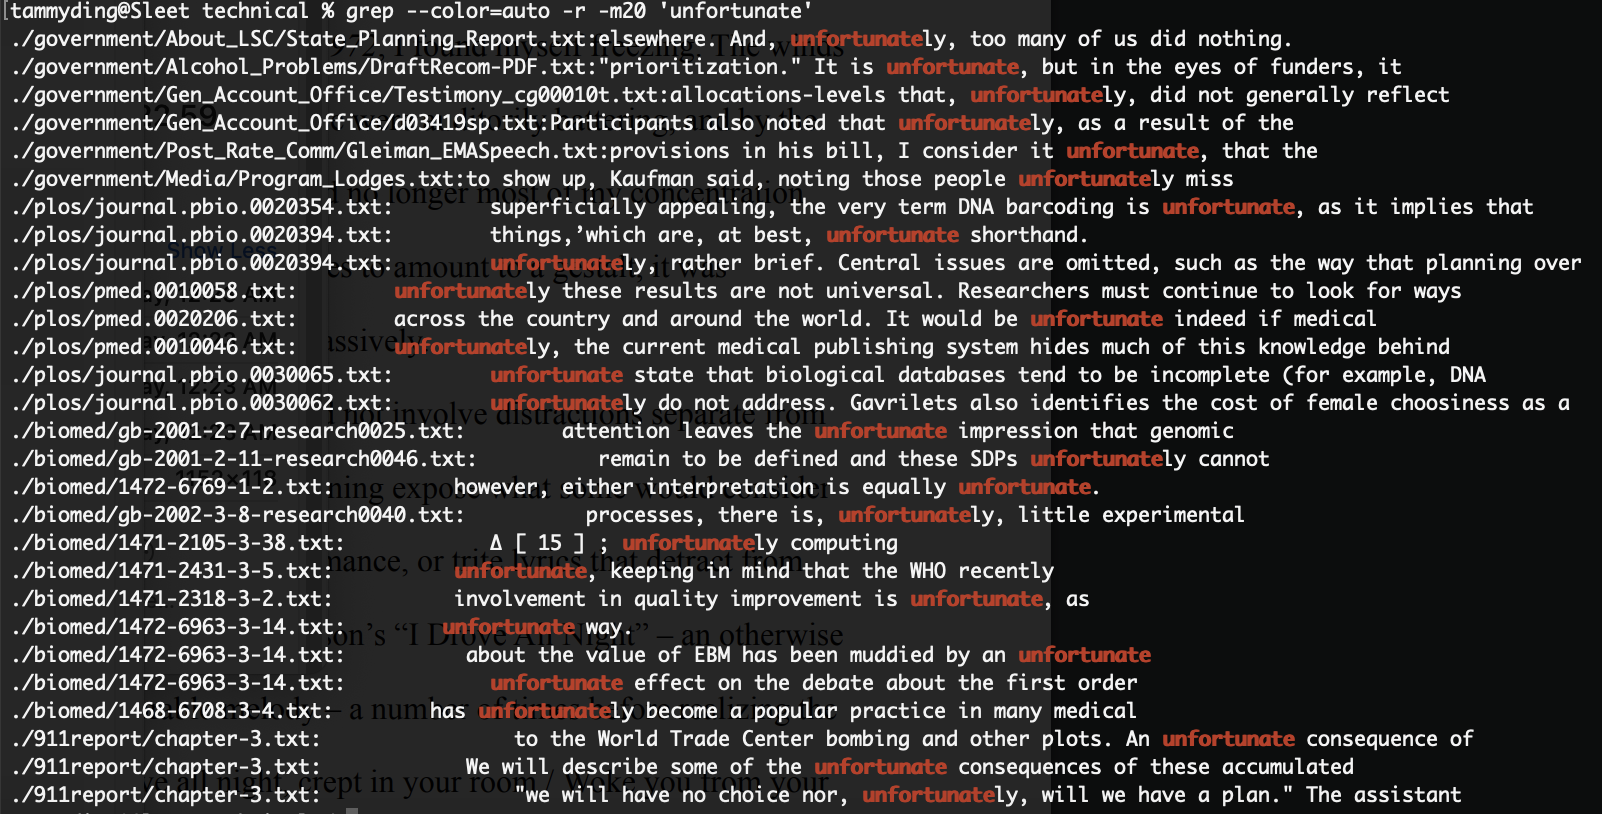 [tammyding@Sleet technical % grep --color=auto -r -m20 'unfortunate'
./government/About_LSC/State_Planning_Report.txt:elsewhere. And, unfortunately, too many of us did nothing.
./government/Alcohol_Problems/DraftRecom-PDF.txt:"prioritization." It is unfortunate, but in the eyes of funders, it
./government/Gen_Account_Office/Testimony_cg00010t.txt:allocations-levels that, unfortunately, did not generally reflect
./government/Gen_Account_Office/d03419sp.txt:Participants also noted that unfortunately, as a result of the
./government/Post_Rate_Comm/Gleiman_EMASpeech.txt:provisions in his bill, I consider it unfortunate, that the
./government/Media/Program_Lodges.txt:to show up, Kaufman said, noting those people unfortunately miss
./plos/journal.pbio.0020354.txt:        superficially appealing, the very term DNA barcoding is unfortunate, as it implies that
./plos/journal.pbio.0020394.txt:        things,’which are, at best, unfortunate shorthand.
./plos/journal.pbio.0020394.txt:        unfortunately, rather brief. Central issues are omitted, such as the way that planning over
./plos/pmed.0010058.txt:        unfortunately these results are not universal. Researchers must continue to look for ways
./plos/pmed.0020206.txt:        across the country and around the world. It would be unfortunate indeed if medical
./plos/pmed.0010046.txt:        unfortunately, the current medical publishing system hides much of this knowledge behind
./plos/journal.pbio.0030065.txt:        unfortunate state that biological databases tend to be incomplete (for example, DNA
./plos/journal.pbio.0030062.txt:        unfortunately do not address. Gavrilets also identifies the cost of female choosiness as a
./biomed/gb-2001-2-7-research0025.txt:        attention leaves the unfortunate impression that genomic
./biomed/gb-2001-2-11-research0046.txt:          remain to be defined and these SDPs unfortunately cannot
./biomed/1472-6769-1-2.txt:          however, either interpretation is equally unfortunate.
./biomed/gb-2002-3-8-research0040.txt:          processes, there is, unfortunately, little experimental
./biomed/1471-2105-3-38.txt:            Δ [ 15 ] ; unfortunately computing
./biomed/1471-2431-3-5.txt:          unfortunate, keeping in mind that the WHO recently
./biomed/1471-2318-3-2.txt:          involvement in quality improvement is unfortunate, as
./biomed/1472-6963-3-14.txt:        unfortunate way.
./biomed/1472-6963-3-14.txt:          about the value of EBM has been muddied by an unfortunate
./biomed/1472-6963-3-14.txt:            unfortunate effect on the debate about the first order
./biomed/1468-6708-3-4.txt:        has unfortunately become a popular practice in many medical
./911report/chapter-3.txt:                to the World Trade Center bombing and other plots. An unfortunate consequence of
./911report/chapter-3.txt:            We will describe some of the unfortunate consequences of these accumulated
./911report/chapter-3.txt:                "we will have no choice nor, unfortunately, will we have a plan." The assistant